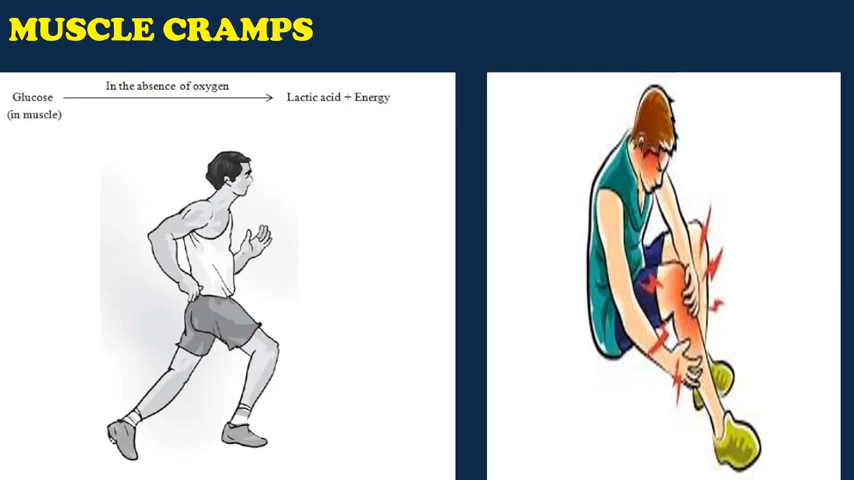 MUSCLE CRAMPS
In the absence of oxygen
Glucose Lactic acid + Energy
(in muscle)